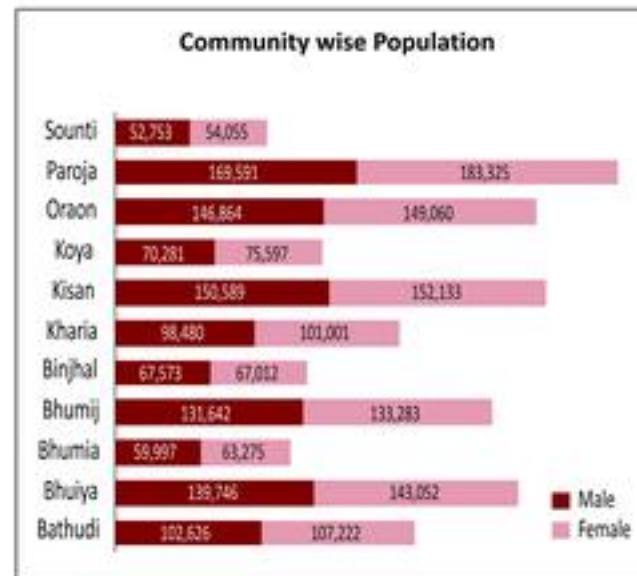 Community wise Population
Sounti 52,753 54,055
Paroja 169,591 183,325
Oraon 146,864 149,060
Koya 70,281 75,597
Kisan 150,589 152,133
Kharia 98,480 101,001
Binjhal 67,573 67,012
Bhumij 131,642 133,283
Bhumia 59,997 63,275
Bhuiya 139,746 143,052
Bathudi 102,626 107,222
Male
Female